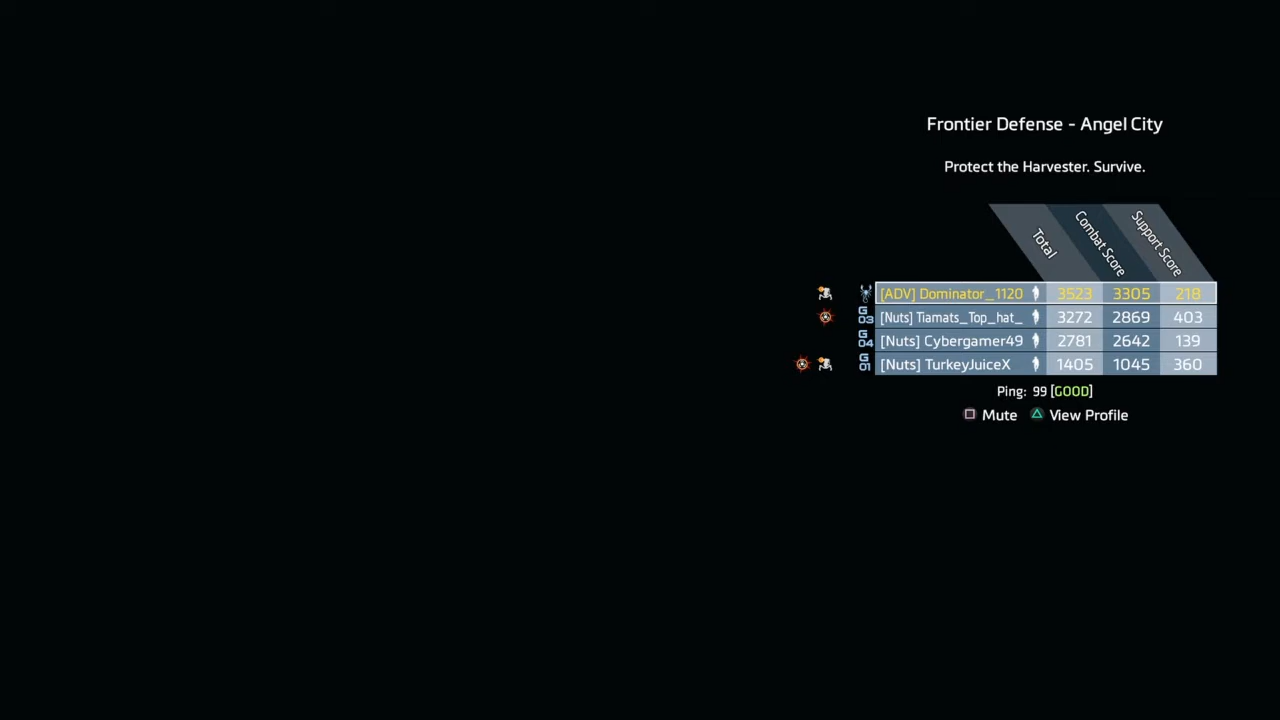 Frontier Defense - Angel City
Protect the Harvester. Survive.
Total Combat Score Support Score
[ADV] Dominator_1120 3523 3305 218
G 03 [Nuts] Tiamats_Top_hat_ 3272 2869 403
G 04 [Nuts] Cybergamer49 2781 2642 139
G 01 [Nuts] TurkeyJuiceX 1405 1045 360
Ping: 99 [GOOD]
Mute View Profile